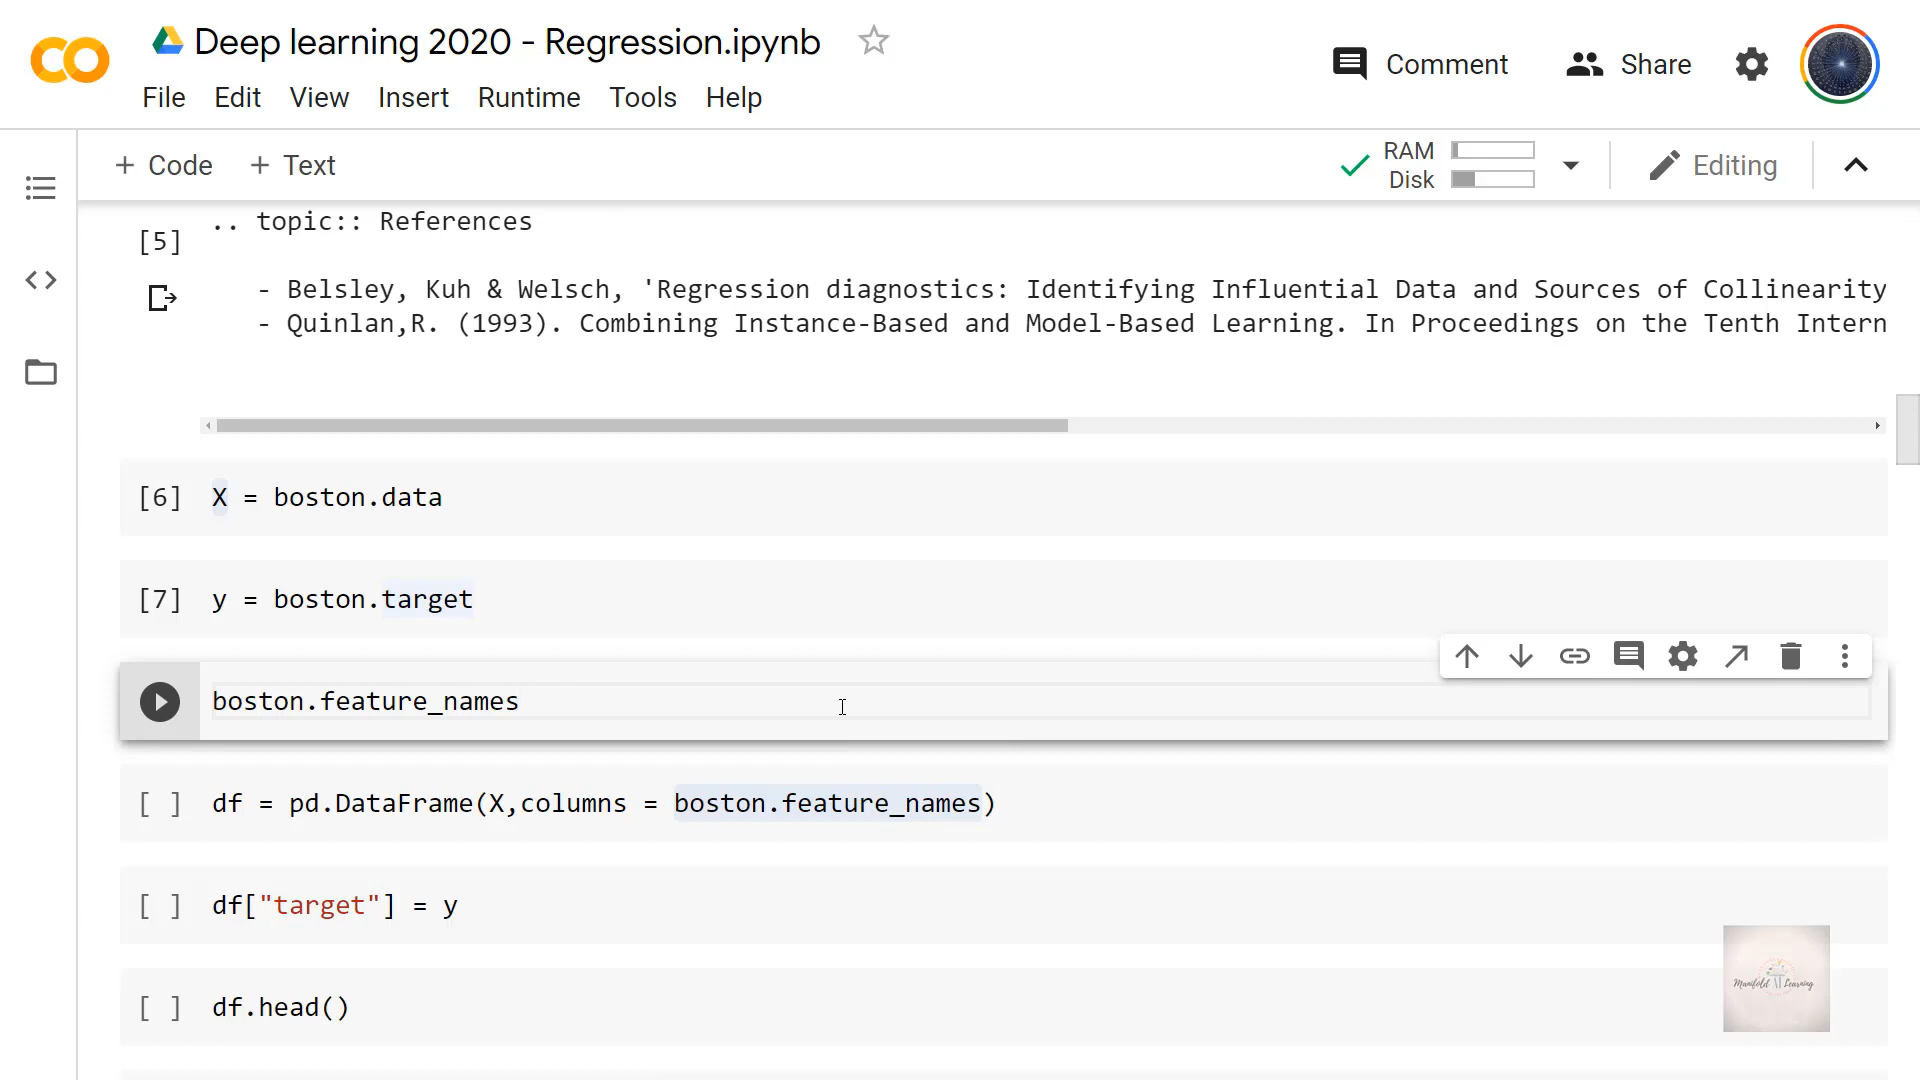 Deep learning 2020 - Regression.ipynb
Comment
Share
File Edit View Insert Runtime Tools Help
+ Code + Text
RAM
Disk
Editing
.. topic:: References
[5]
- Belsley, Kuh & Welsch, 'Regression diagnostics: Identifying Influential Data and Sources of Collinearity
- Quinlan,R. (1993). Combining Instance-Based and Model-Based Learning. In Proceedings on the Tenth Intern
[6] X = boston.data
[7] y = boston.target
boston.feature_names
[ ] df = pd.DataFrame(X,columns = boston.feature_names)
[ ] df["target"] = y
[ ] df.head()
Manifold AI Learning